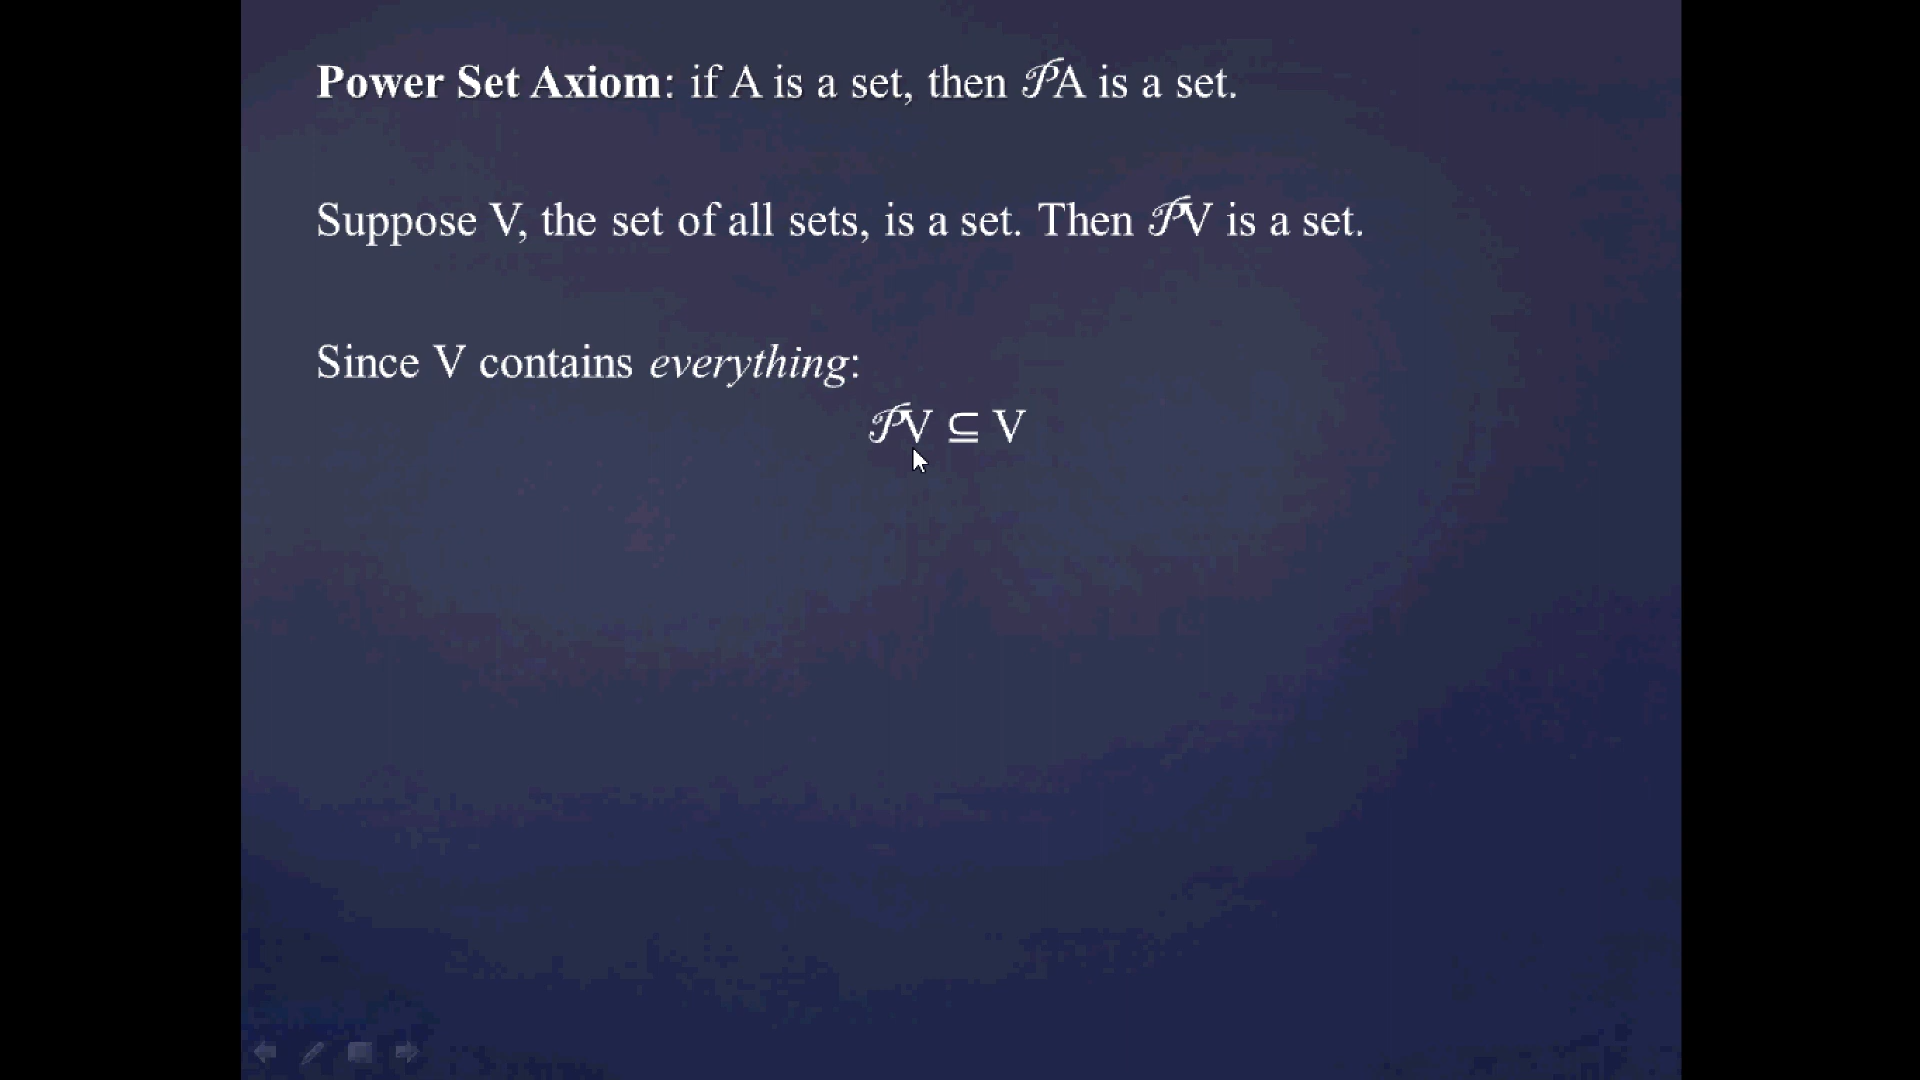 Power Set Axiom: if A is a set, then 𝒫A is a set.
Suppose V, the set of all sets, is a set. Then 𝒫V is a set.
Since V contains everything:
𝒫V ⊆ V